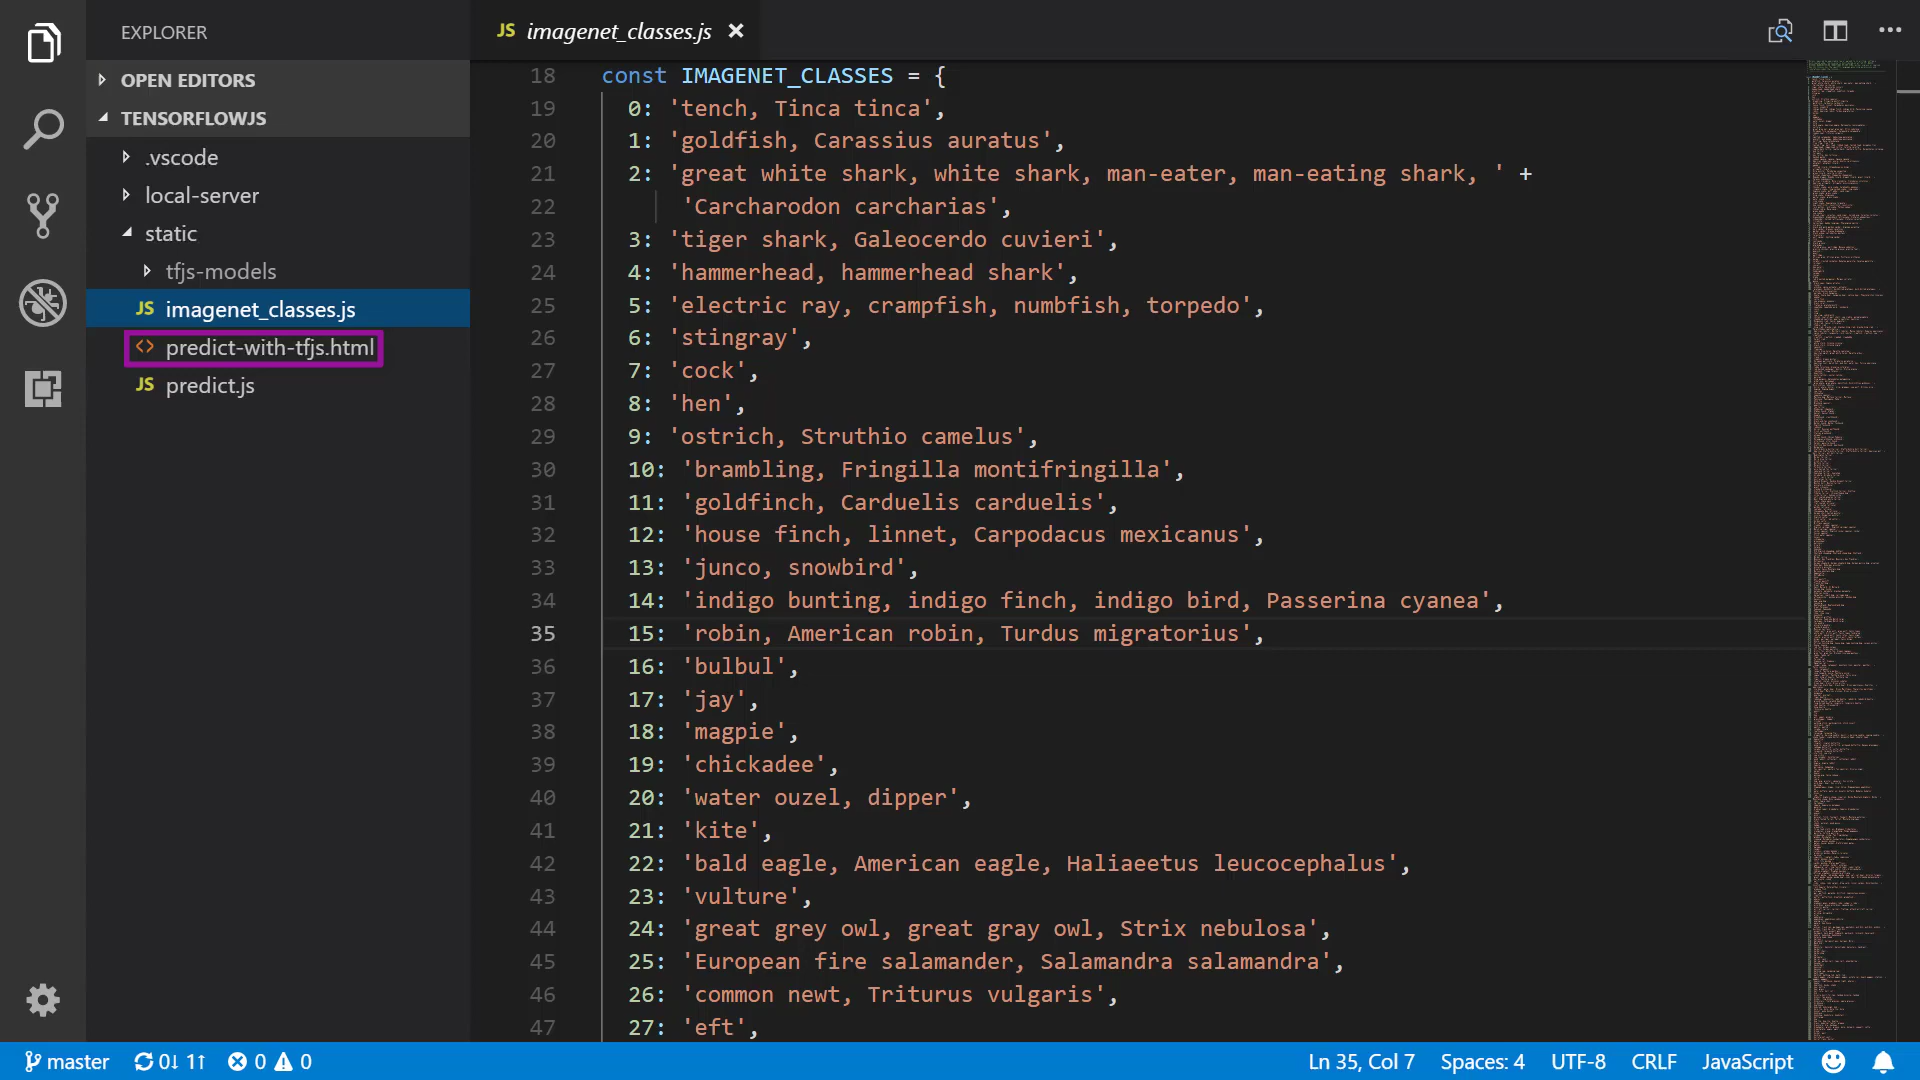 EXPLORER
OPEN EDITORS
TENSORFLOWJS
.vscode
local-server
static
tfjs-models
JS imagenet_classes.js
<> predict-with-tfjs.html
JS predict.js
JS imagenet_classes.js ×
18 const IMAGENET_CLASSES = {
19 0: 'tench, Tinca tinca',
20 1: 'goldfish, Carassius auratus',
21 2: 'great white shark, white shark, man-eater, man-eating shark, ' +
22 'Carcharodon carcharias',
23 3: 'tiger shark, Galeocerdo cuvieri',
24 4: 'hammerhead, hammerhead shark',
25 5: 'electric ray, crampfish, numbfish, torpedo',
26 6: 'stingray',
27 7: 'cock',
28 8: 'hen',
29 9: 'ostrich, Struthio camelus',
30 10: 'brambling, Fringilla montifringilla',
31 11: 'goldfinch, Carduelis carduelis',
32 12: 'house finch, linnet, Carpodacus mexicanus',
33 13: 'junco, snowbird',
34 14: 'indigo bunting, indigo finch, indigo bird, Passerina cyanea',
35 15: 'robin, American robin, Turdus migratorius',
36 16: 'bulbul',
37 17: 'jay',
38 18: 'magpie',
39 19: 'chickadee',
40 20: 'water ouzel, dipper',
41 21: 'kite',
42 22: 'bald eagle, American eagle, Haliaeetus leucocephalus',
43 23: 'vulture',
44 24: 'great grey owl, great gray owl, Strix nebulosa',
45 25: 'European fire salamander, Salamandra salamandra',
46 26: 'common newt, Triturus vulgaris',
47 27: 'eft',
master 0↓ 1↑ 0 0 Ln 35, Col 7 Spaces: 4 UTF-8 CRLF JavaScript